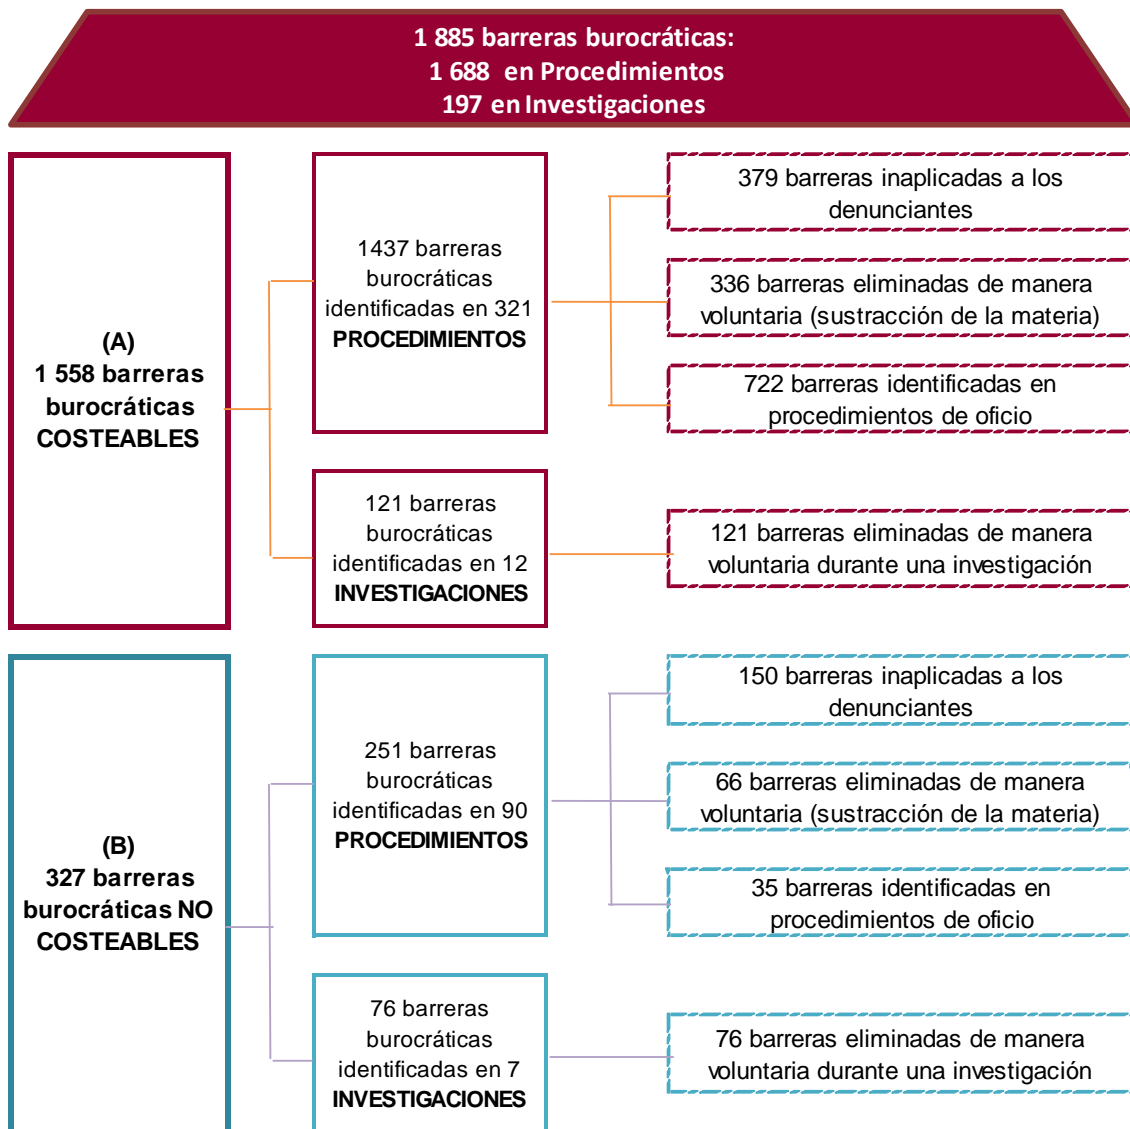 1 885 barreras burocráticas:
1 688 en Procedimientos
197 en Investigaciones
(A)
1 558 barreras
burocráticas
COSTEABLES
1437 barreras
burocráticas
identificadas en 321
PROCEDIMIENTOS
379 barreras inaplicadas a los
denunciantes
336 barreras eliminadas de manera
voluntaria (sustracción de la materia)
722 barreras identificadas en
procedimientos de oficio
121 barreras
burocráticas
identificadas en 12
INVESTIGACIONES
121 barreras eliminadas de manera
voluntaria durante una investigación
(B)
327 barreras
burocráticas NO
COSTEABLES
251 barreras
burocráticas
identificadas en 90
PROCEDIMIENTOS
150 barreras inaplicadas a los
denunciantes
66 barreras eliminadas de manera
voluntaria (sustracción de la materia)
35 barreras identificadas en
procedimientos de oficio
76 barreras
burocráticas
identificadas en 7
INVESTIGACIONES
76 barreras eliminadas de manera
voluntaria durante una investigación